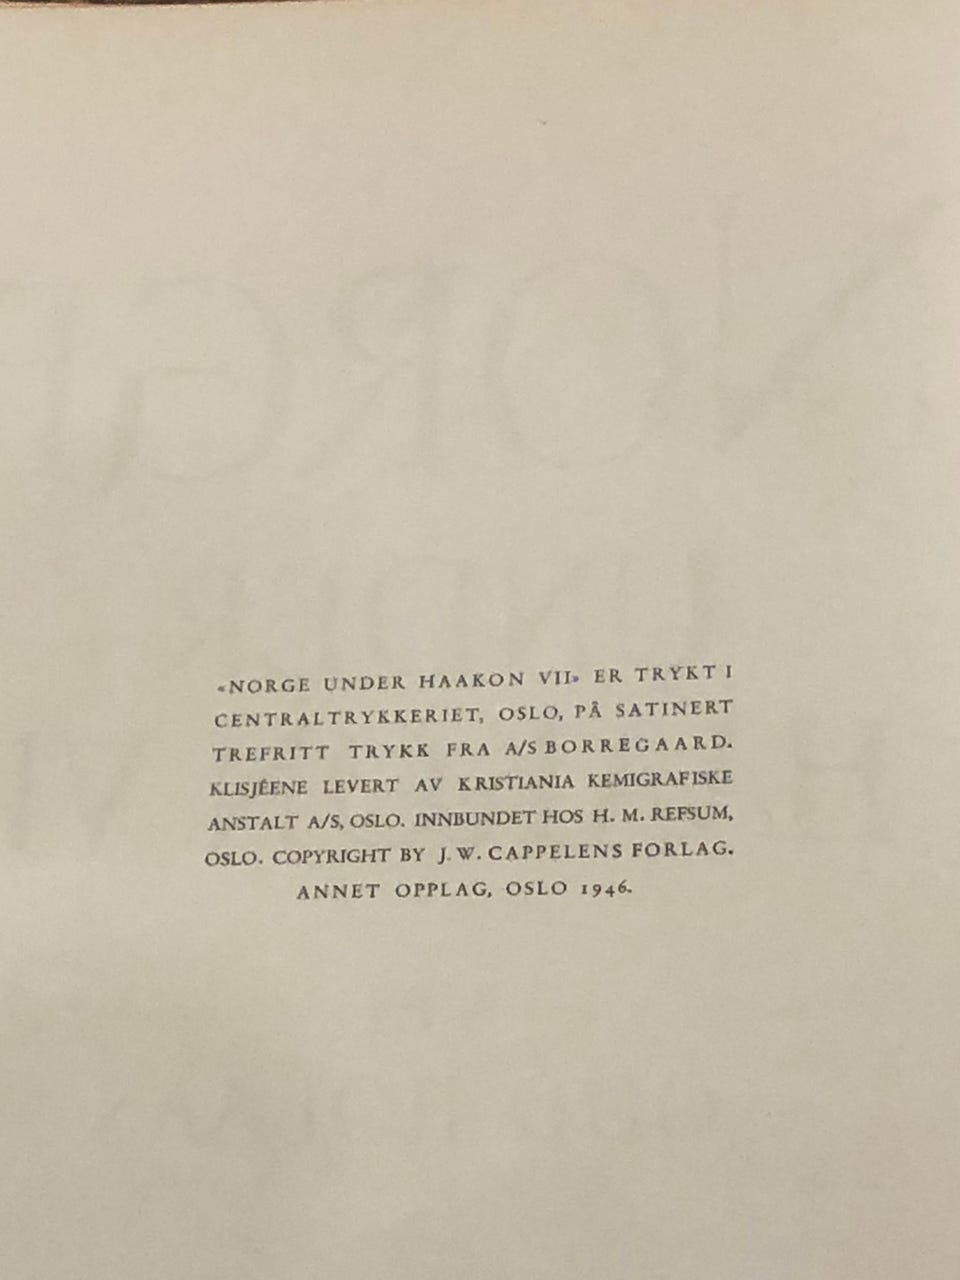 «NORGE UNDER HAAKON VII» ER TRYKT I
CENTRALTRYKKERIET, OSLO, PÅ SATINERT
TREFRITT TRYKK FRA A/S BORREGAARD.
KLISJÉENE LEVERT AV KRISTIANIA KEMIGRAFISKE
ANSTALT A/S, OSLO. INNBUNDET HOS H. M. REFSUM,
OSLO. COPYRIGHT BY J. W. CAPPELENS FORLAG.
ANNET OPPLAG, OSLO 1946.